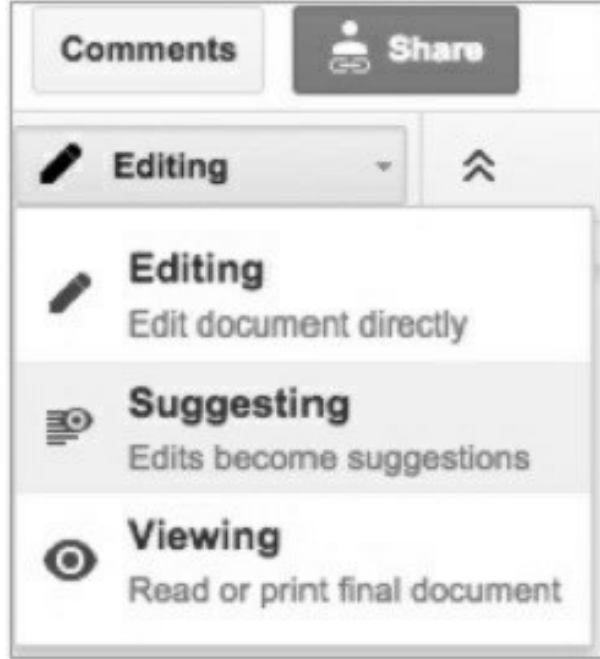 Comments Share
Editing
Editing
Edit document directly
Suggesting
Edits become suggestions
Viewing
Read or print final document